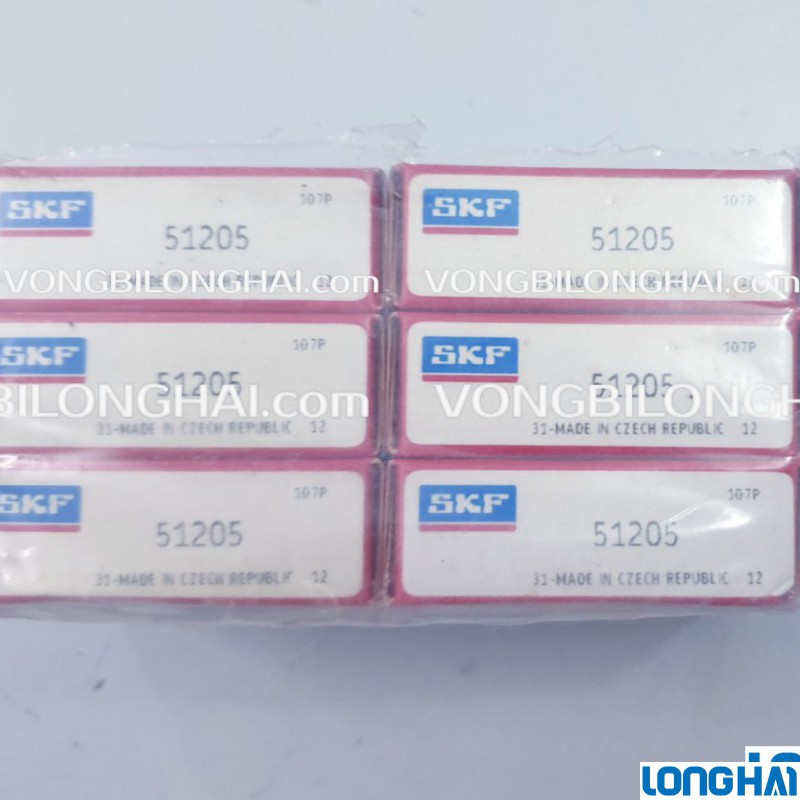 107P 107P
SKF SKF
51205 51205
VONGBILONGHAI.com VONGBILONGHAI.com
107P 107P
SKF SKF
51205 51205
BILONGHAI.com VONGBILONGHAI
31-MADE IN CZECH REPUBLIC 12 31-MADE IN CZECH REPUBLIC 12
107P 107P
SKF SKF
51205 51205
31-MADE IN CZECH REPUBLIC 12 31-MADE IN CZECH REPUBLIC 12
LONGHAI